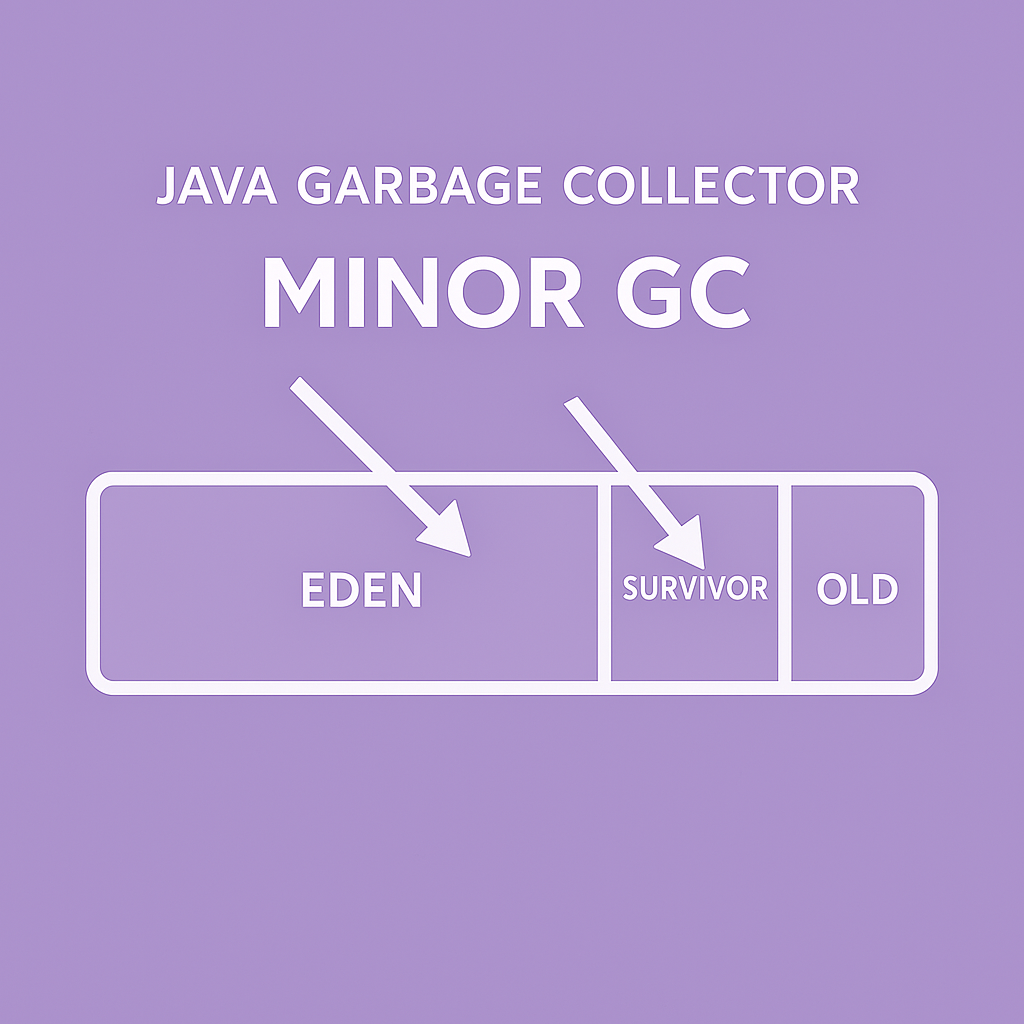 JAVA GARBAGE COLLECTOR
MINOR GC
EDEN
SURVIVOR
OLD